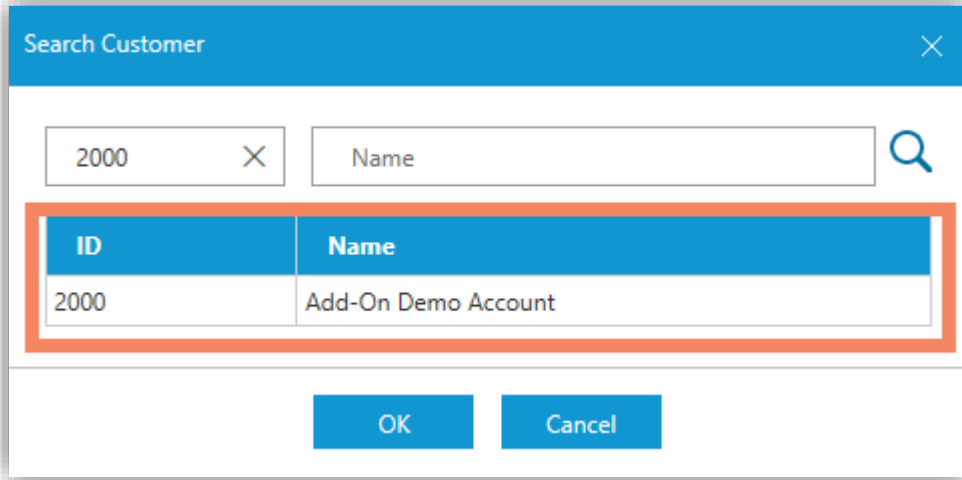 Search Customer
2000 Name
ID Name
2000 Add-On Demo Account
OK Cancel